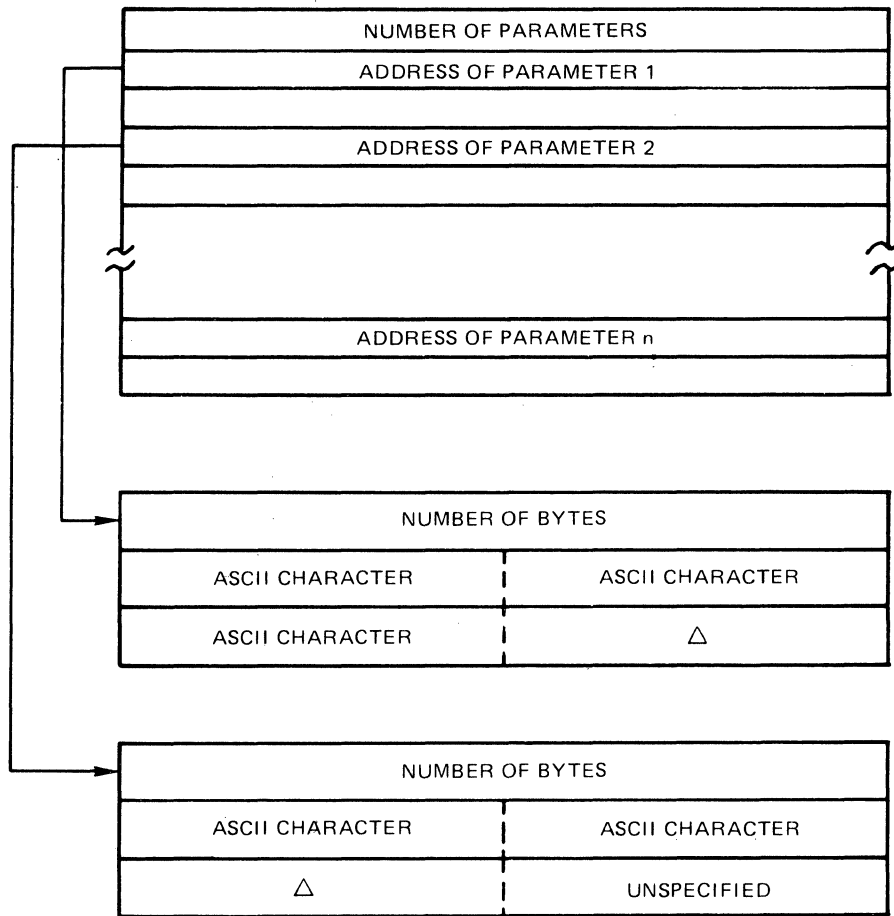 NUMBER OF PARAMETERS
ADDRESS OF PARAMETER 1
ADDRESS OF PARAMETER 2
ADDRESS OF PARAMETER n
NUMBER OF BYTES
ASCII CHARACTER ASCII CHARACTER
ASCII CHARACTER △
NUMBER OF BYTES
ASCII CHARACTER ASCII CHARACTER
△ UNSPECIFIED